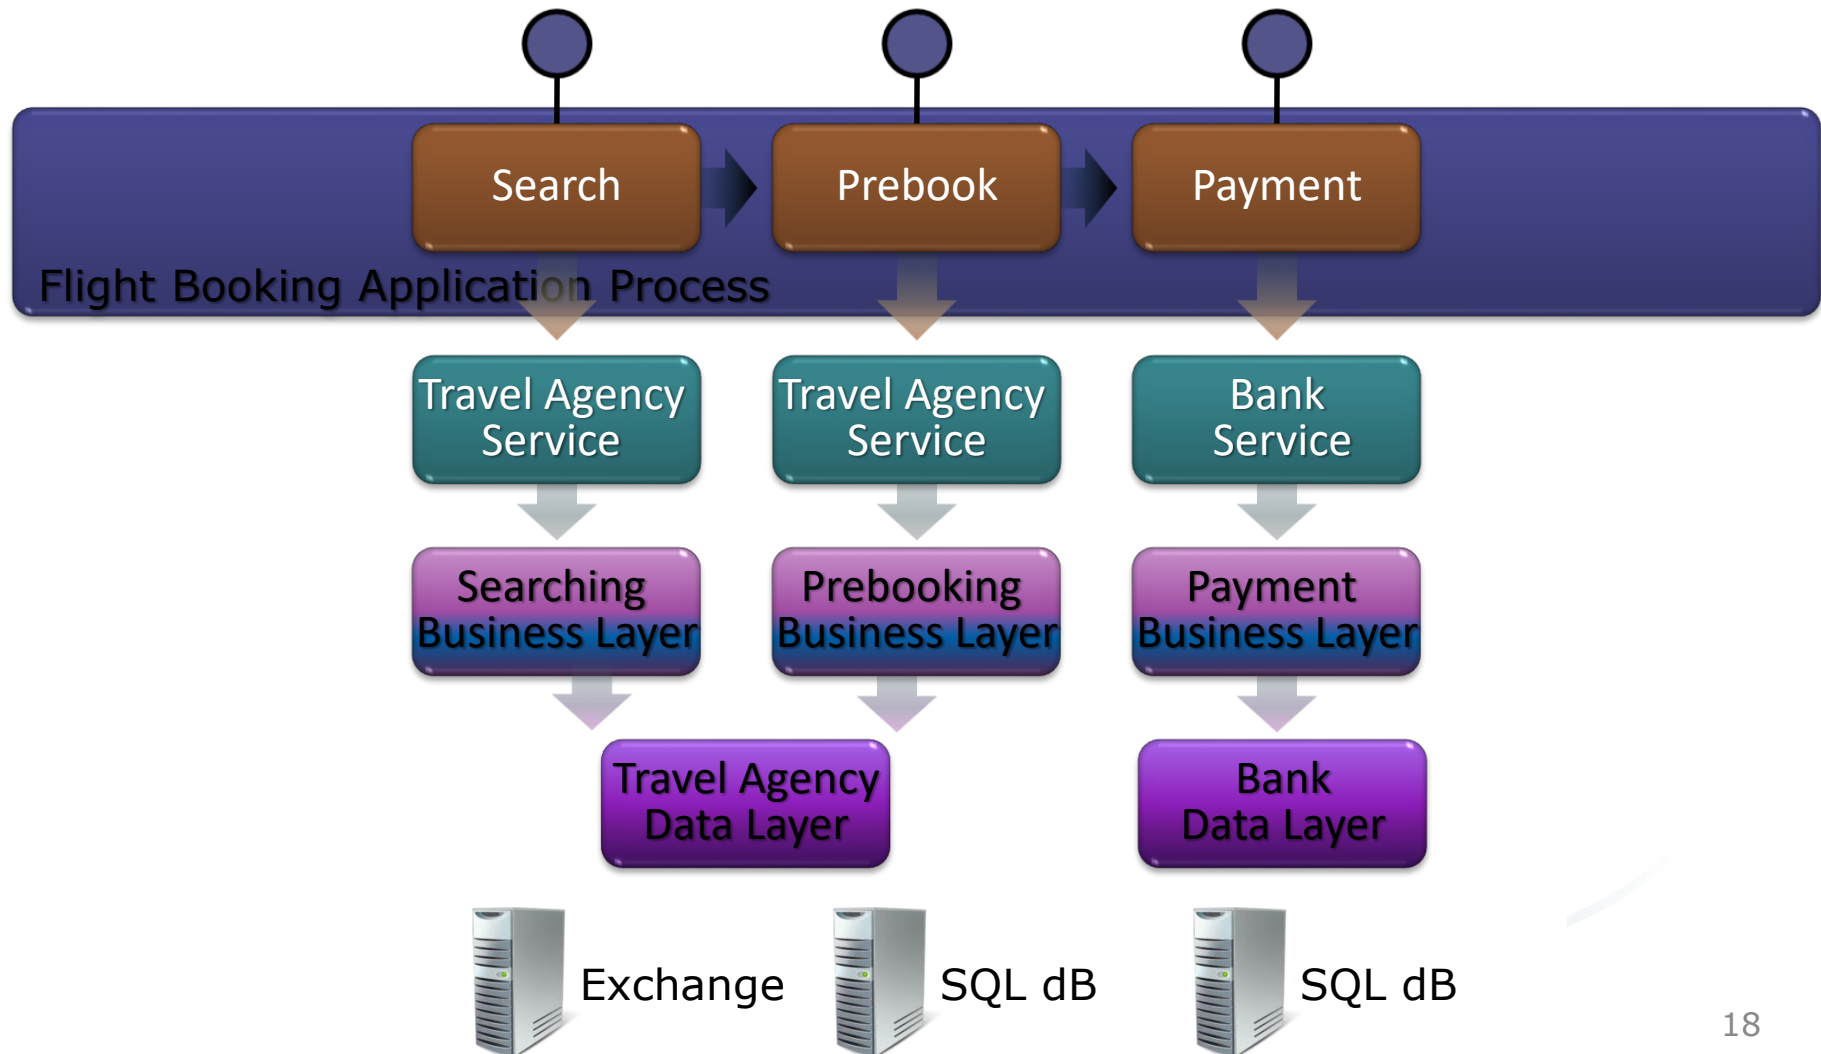 Search
Prebook
Payment
Flight Booking Application Process
Travel Agency
Service
Travel Agency
Service
Bank
Service
Searching
Business Layer
Prebooking
Business Layer
Payment
Business Layer
Travel Agency
Data Layer
Bank
Data Layer
Exchange
SQL dB
SQL dB
18